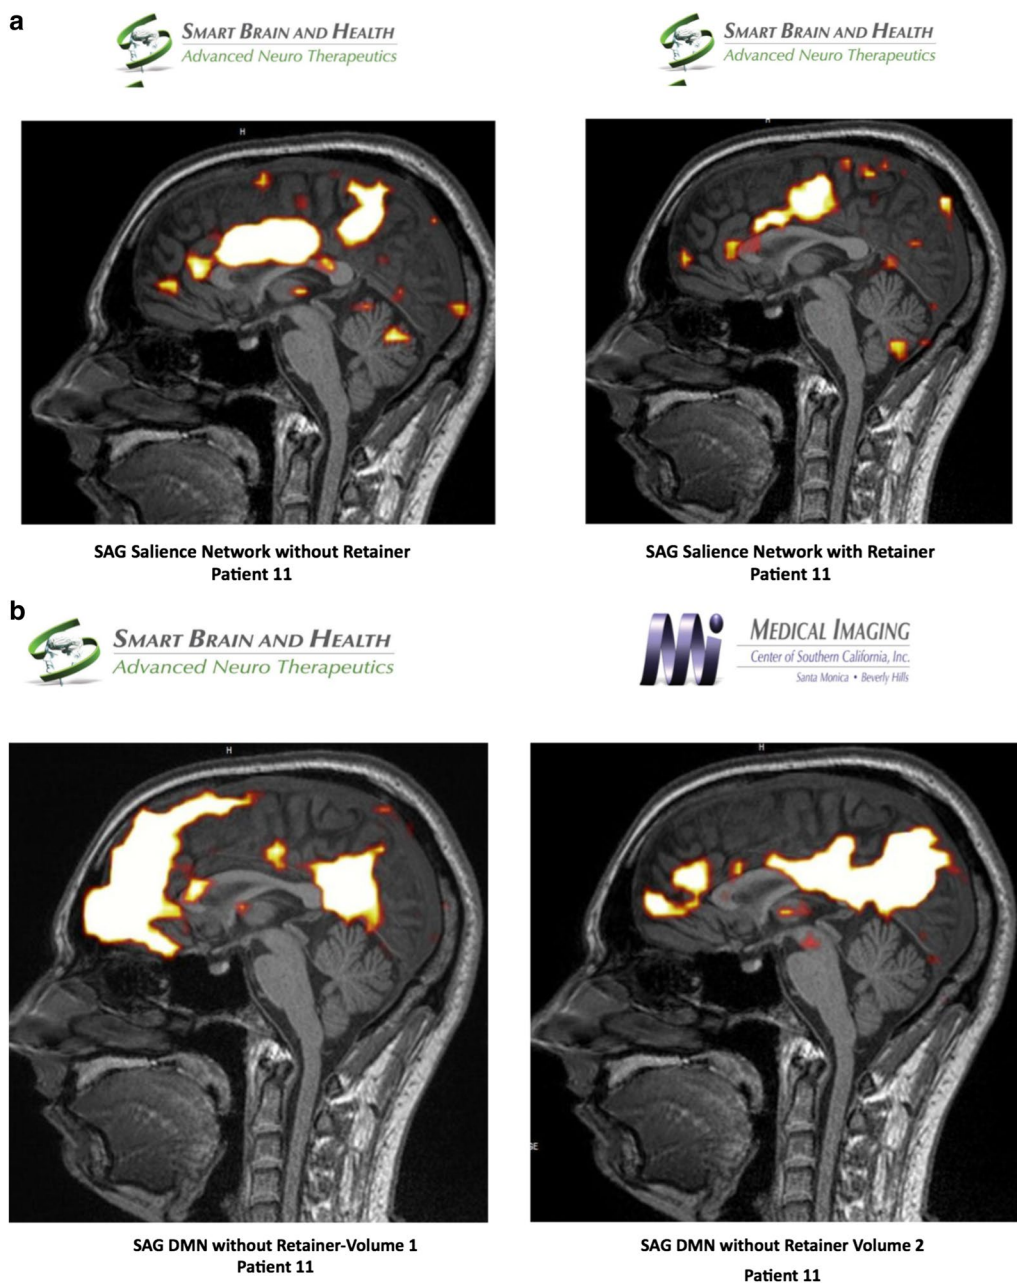 a
SMART BRAIN AND HEALTH
Advanced Neuro Therapeutics
SMART BRAIN AND HEALTH
Advanced Neuro Therapeutics
H
H
SAG Salience Network without Retainer
Patient 11
SAG Salience Network with Retainer
Patient 11
b
SMART BRAIN AND HEALTH
Advanced Neuro Therapeutics
Mi
MEDICAL IMAGING
Center of Southern California, Inc.
Santa Monica • Beverly Hills
H
H
GE
SAG DMN without Retainer-Volume 1
Patient 11
SAG DMN without Retainer Volume 2
Patient 11